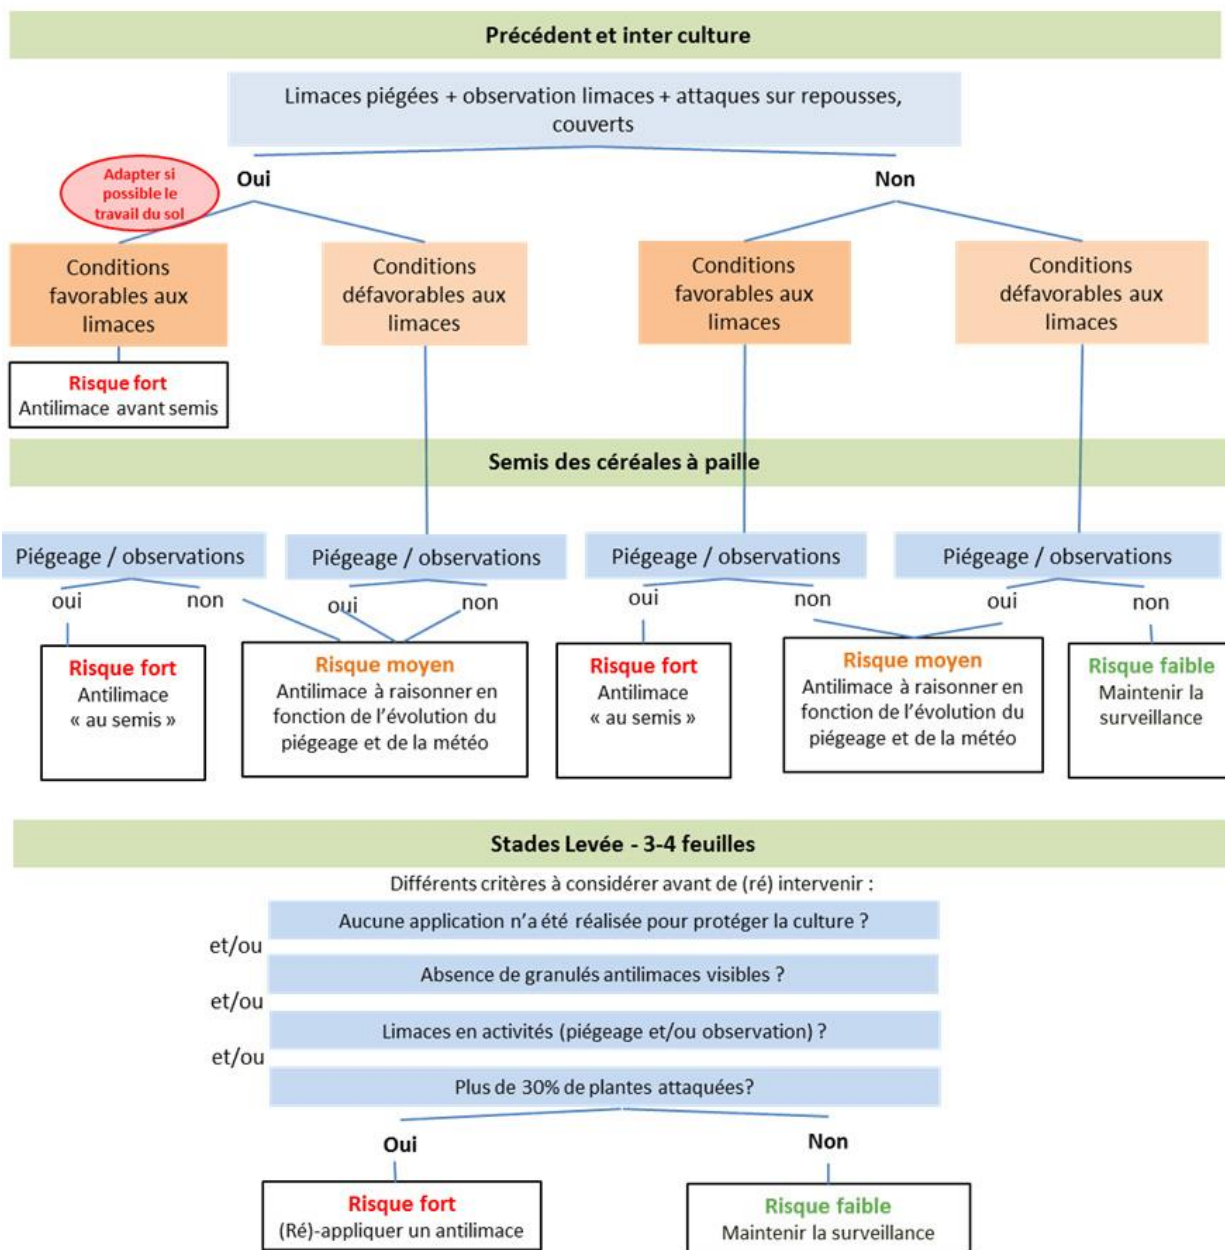 Précédent et inter culture
Limaces piégées + observation limaces + attaques sur repousses,
couverts
Adapter si
possible le
travail du sol
Oui
Non
Conditions
favorables aux
limaces
Conditions
défavorables aux
limaces
Conditions
favorables aux
limaces
Conditions
défavorables aux
limaces
Risque fort
Antilimace avant semis
Semis des céréales à paille
Piégeage / observations
Piégeage / observations
Piégeage / observations
Piégeage / observations
oui
non
oui
non
oui
non
oui
non
Risque fort
Antilimace
« au semis »
Risque moyen
Antilimace à raisonner en
fonction de l'évolution du
piégeage et de la météo
Risque fort
Antilimace
« au semis »
Risque moyen
Antilimace à raisonner en
fonction de l'évolution du
piégeage et de la météo
Risque faible
Maintenir la
surveillance
Stades Levée - 3-4 feuilles
Différents critères à considérer avant de (ré) intervenir :
Aucune application n'a été réalisée pour protéger la culture ?
et/ou
Absence de granulés antilimaces visibles ?
et/ou
Limaces en activités (piégeage et/ou observation) ?
et/ou
Plus de 30% de plantes attaquées?
Oui
Non
Risque fort
(Ré)-appliquer un antilimace
Risque faible
Maintenir la surveillance